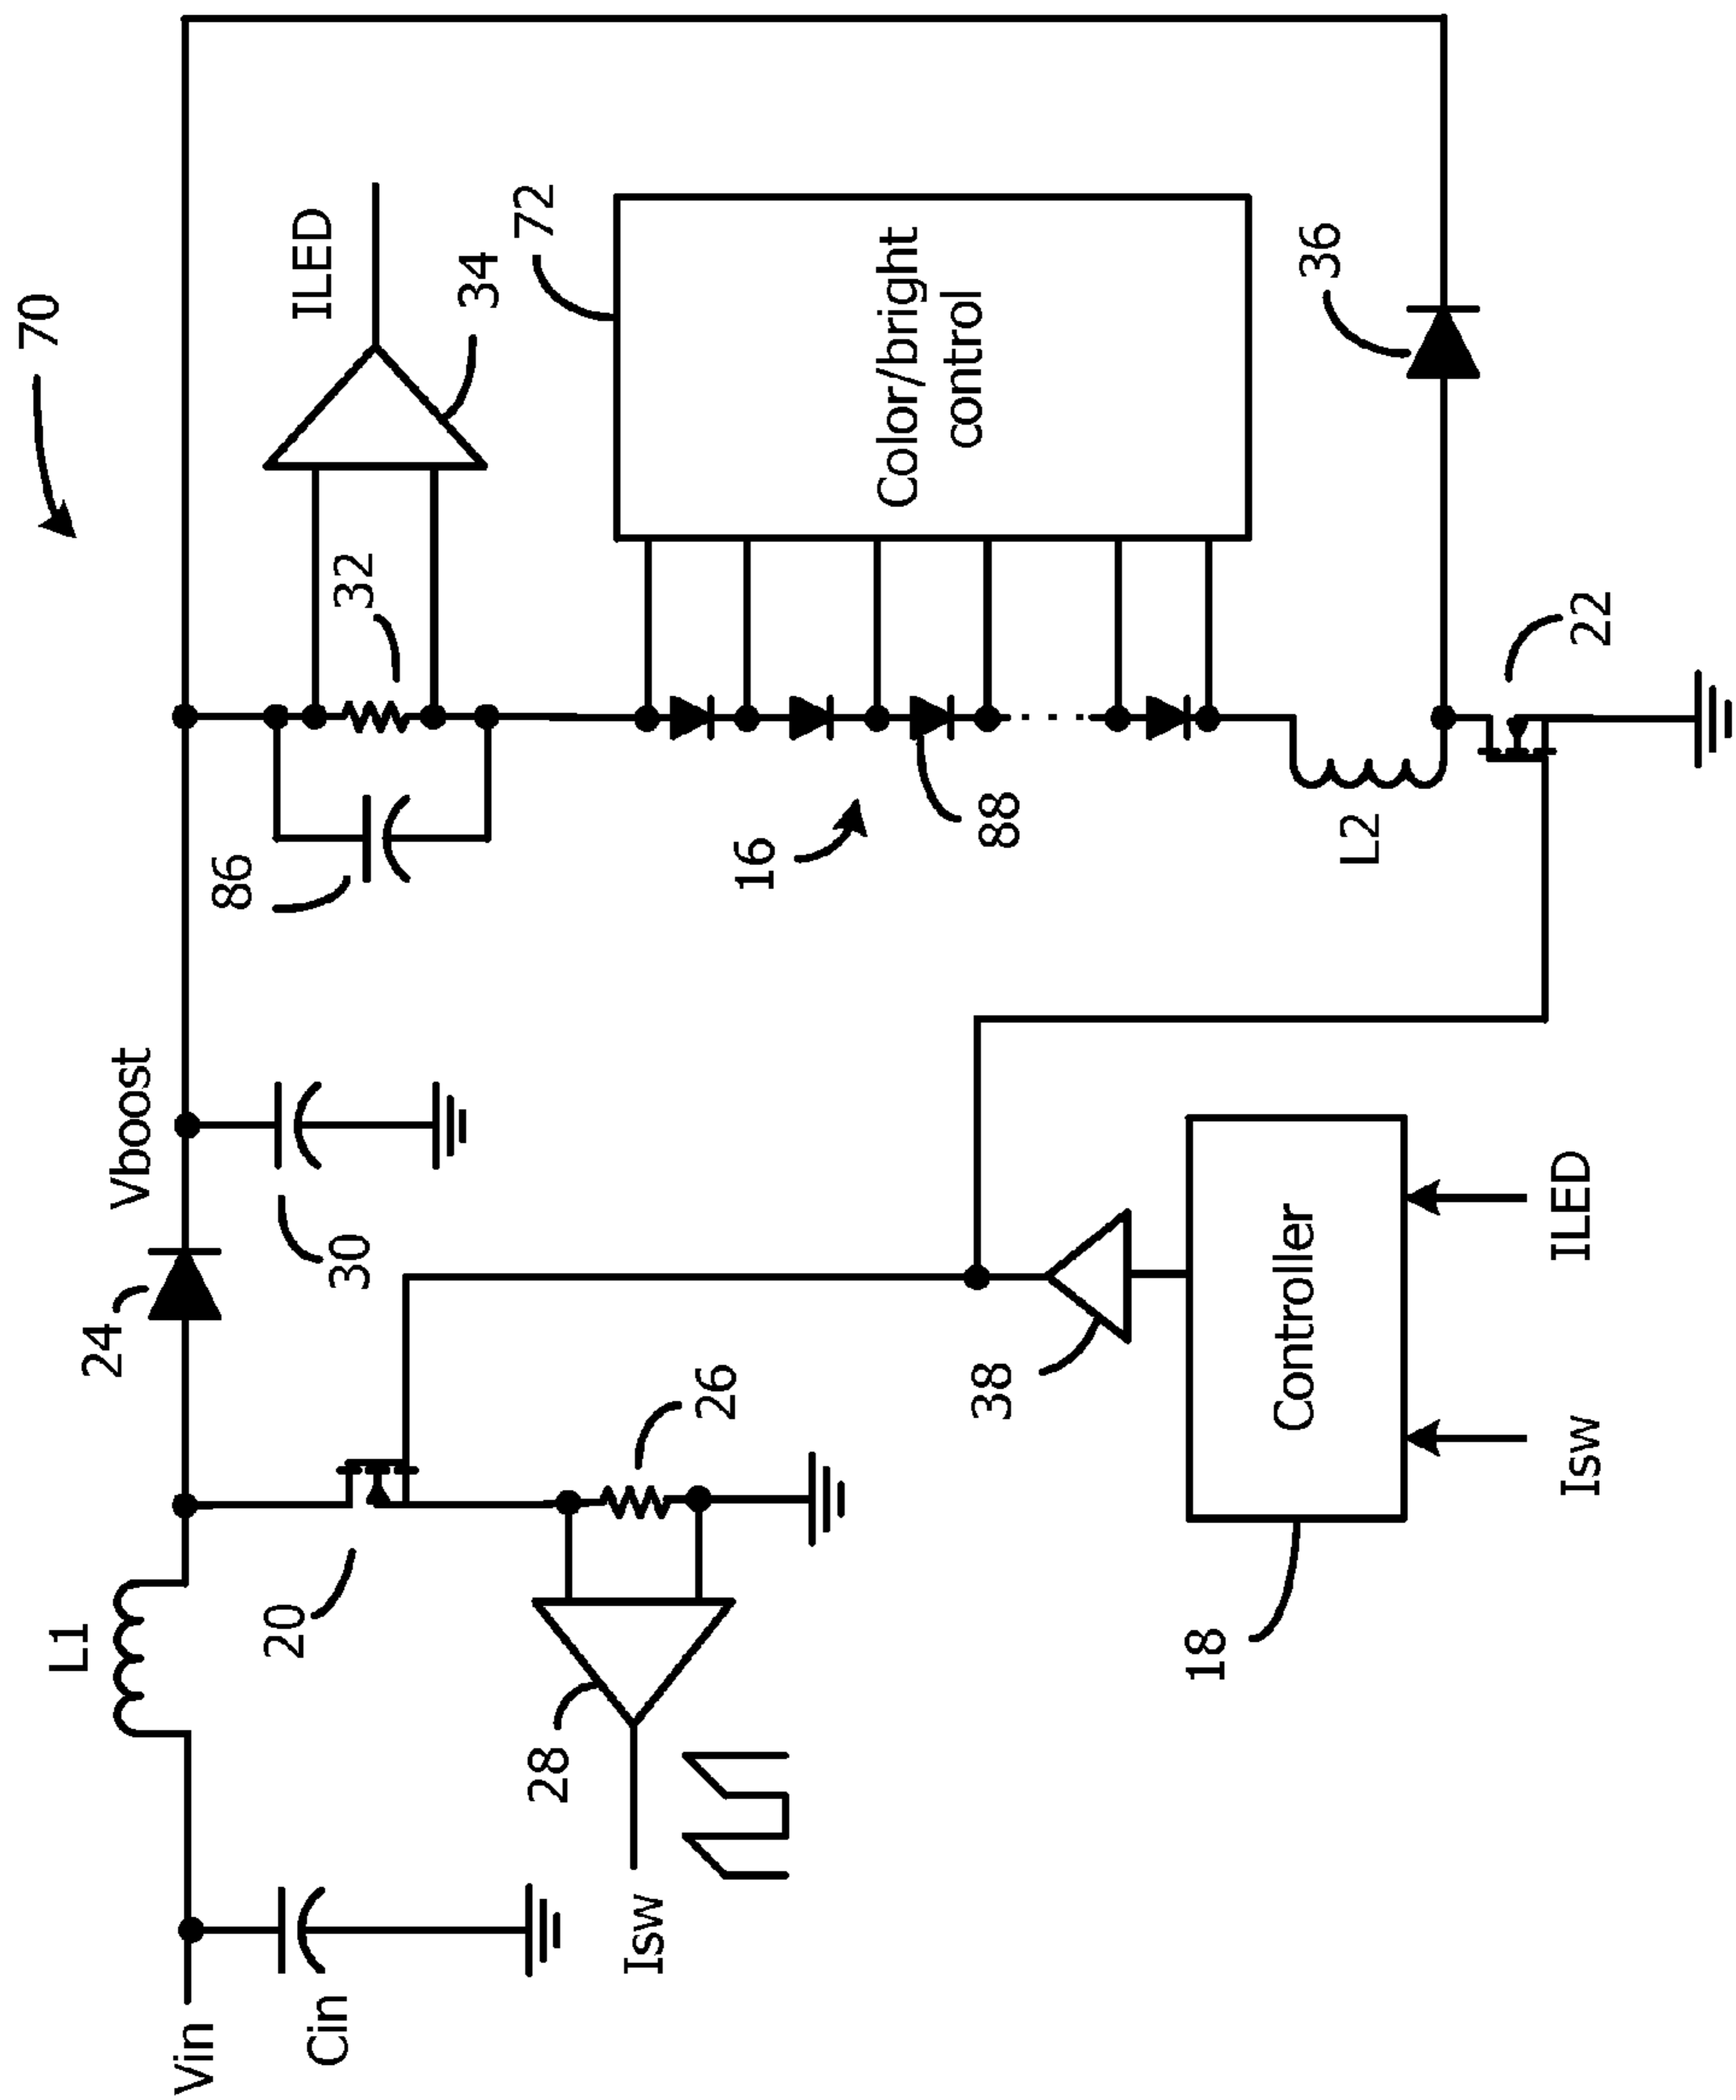 70
Vin
Cin
L1
24
Vboost
30
20
28
Isw
26
86
32
34
ILED
72
Color/bright
control
16
88
L2
36
22
38
Controller
18
Isw
ILED